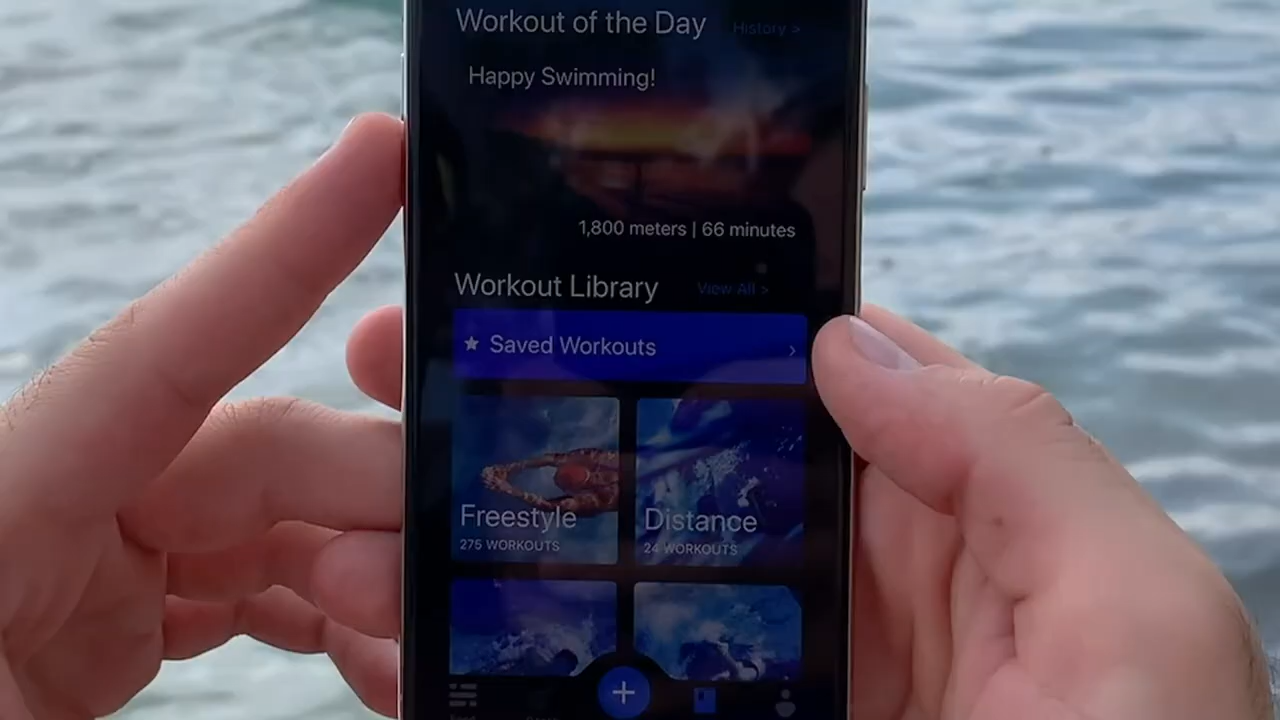 Workout of the Day
History >
Happy Swimming!
1,800 meters | 66 minutes
Workout Library
View All >
★ Saved Workouts >
Freestyle
275 WORKOUTS
Distance
24 WORKOUTS